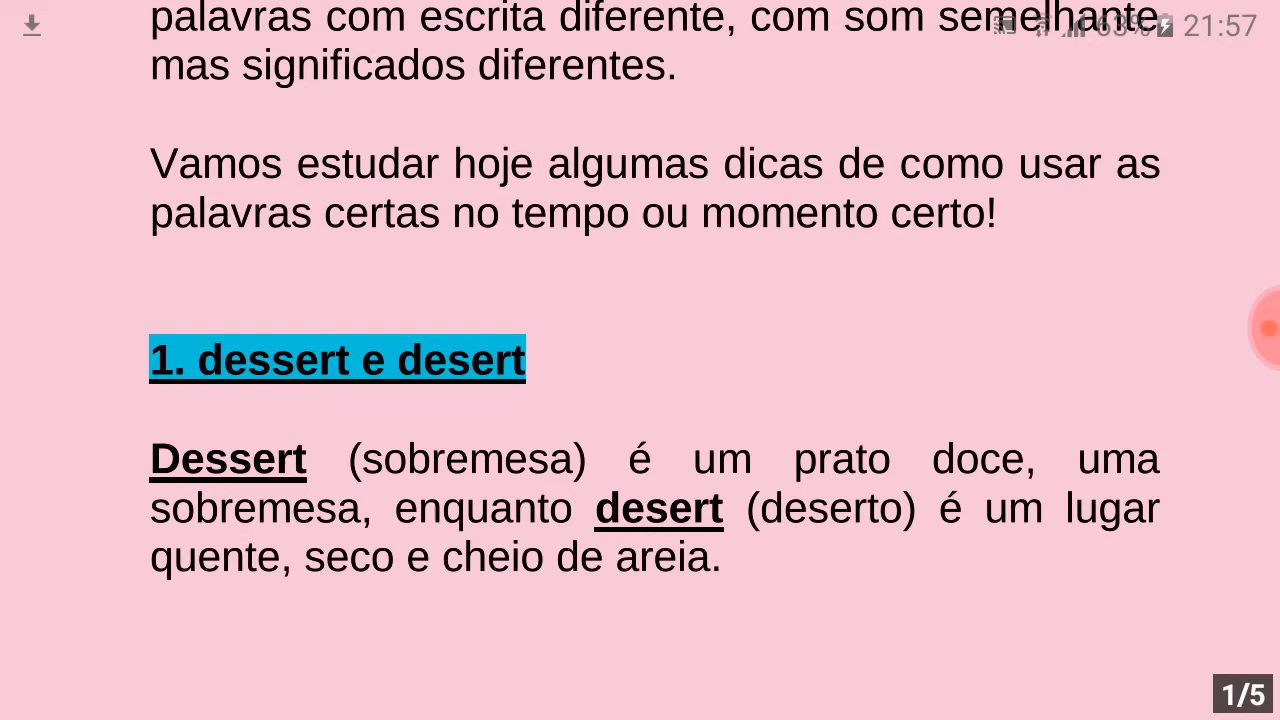 palavras com escrita diferente, com som semelhante
mas significados diferentes.
63% 21:57
Vamos estudar hoje algumas dicas de como usar as
palavras certas no tempo ou momento certo!
1. dessert e desert
Dessert (sobremesa) é um prato doce, uma
sobremesa, enquanto desert (deserto) é um lugar
quente, seco e cheio de areia.
1/5